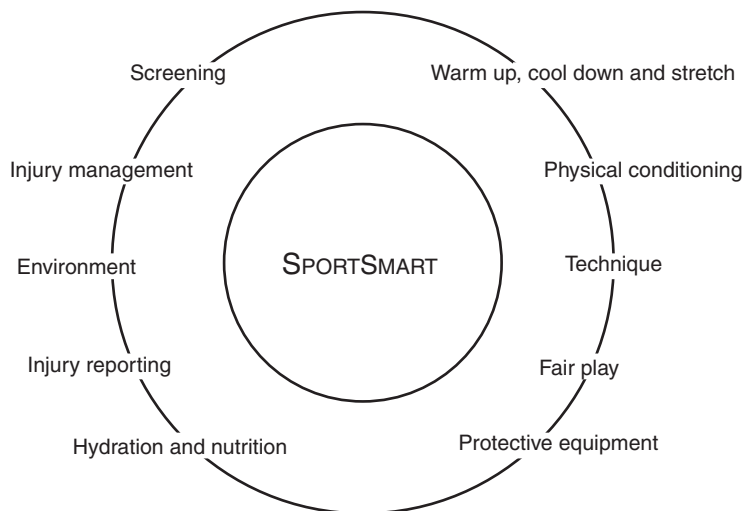 Screening
Warm up, cool down and stretch
Injury management
Physical conditioning
Environment
SPORTSMART
Technique
Injury reporting
Fair play
Hydration and nutrition
Protective equipment